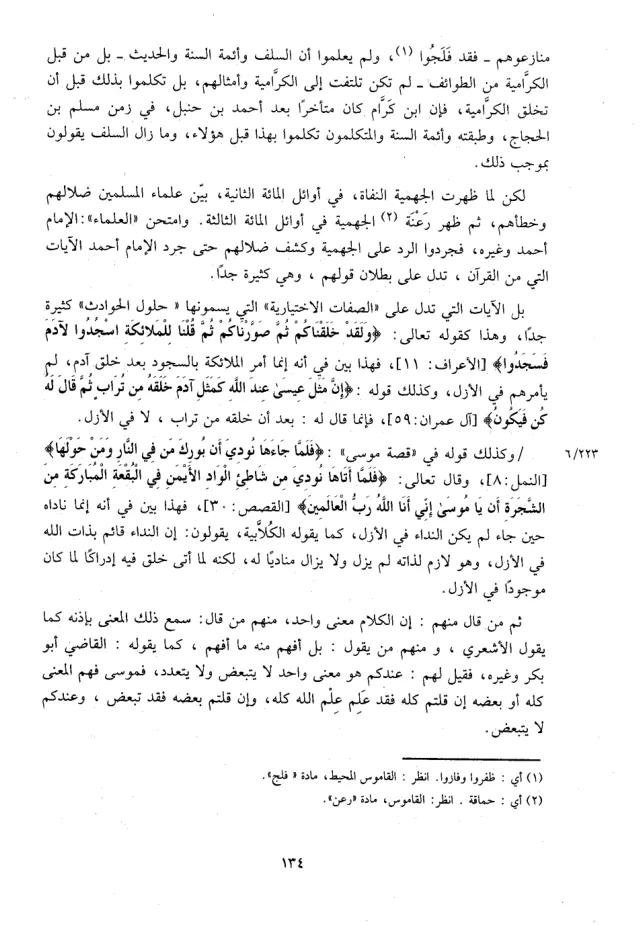 منازعوهم ــ فقد فَلَجُوا (١)، ولم يعلموا أن السلف وأئمة السنة والحديث ــ بل من قبل
الكرَّامية من الطوائف ــ لم تكن تلتفت إلى الكرَّامية وأمثالهم، بل تكلموا بذلك قبل أن
تخلق الكرَّامية، فإن ابن كَرَّام كان متأخرًا بعد أحمد بن حنبل، في زمن مسلم بن
الحجاج، وطبقته وأئمة السنة والمتكلمون تكلموا بهذا قبل هؤلاء، وما زال السلف يقولون
بموجب ذلك.
لكن لما ظهرت الجهمية النفاة، في أوائل المائة الثانية، بيّن علماء المسلمين ضلالهم
وخطأهم، ثم ظهر رَعْنَة (٢) الجهمية في أوائل المائة الثالثة. وامتحن «العلماء»: الإمام
أحمد وغيره، فجردوا الرد على الجهمية وكشف ضلالهم حتى جرد الإمام أحمد الآيات
التي من القرآن ، تدل على بطلان قولهم ، وهي كثيرة جدًا.
بل الآيات التي تدل على «الصفات الاختيارية» التي يسمونها « حلول الحوادث» كثيرة
جدًا، وهذا كقوله تعالى: ﴿ولَقَدْ خَلَقْنَاكُمْ ثُمَّ صَوَّرْنَاكُمْ ثُمَّ قُلْنَا لِلْمَلائكَةِ اسْجُدُوا لآدَمَ
فَسَجَدُوا﴾ [الأعراف: ١١]، فهذا بين في أنه إنما أمر الملائكة بالسجود بعد خلق آدم، لم
يأمرهم في الأزل، وكذلك قوله : ﴿إِنَّ مَثَلَ عِيسَىٰ عِندَ اللَّهِ كَمَثَلِ آدَمَ خَلَقَهُ مِن تُرَابٍ ثُمَّ قَالَ لَهُ
كُن فَيَكُونُ﴾ [آل عمران:٥٩]، فإنما قال له : بعد أن خلقه من تراب ، لا في الأزل.
٦/٢٢٣ /وكذلك قوله في «قصة موسى» : ﴿فَلَمَّا جَاءَهَا نُودِيَ أَن بُورِكَ مَن فِي النَّارِ وَمَنْ حَوْلَهَا﴾
[النمل:٨]، وقال تعالى: ﴿فَلَمَّا أَتَاهَا نُودِيَ مِن شَاطِئِ الْوَادِ الأَيْمَنِ فِي الْبُقْعَةِ الْمُبَارَكَةِ مِنَ
الشَّجَرَةِ أَن يَا مُوسَىٰ إِنِّي أَنَا اللَّهُ رَبُّ الْعَالَمِينَ﴾ [القصص:٣٠]، فهذا بين في أنه إنما ناداه
حين جاء لم يكن النداء في الأزل، كما يقوله الكُلاَّبية، يقولون: إن النداء قائم بذات الله
في الأزل، وهو لازم لذاته لم يزل ولا يزال مناديًا له، لكنه لما أتى خلق فيه إدراكًا لما كان
موجودًا في الأزل.
ثم من قال منهم : إن الكلام معنى واحد، منهم من قال: سمع ذلك المعنى بإذنه كما
يقول الأشعري ، و منهم من يقول : بل أفهم منه ما أفهم ، كما يقوله : القاضي أبو
بكر وغيره، فقيل لهم : عندكم هو معنى واحد لا يتبعض ولا يتعدد، فموسى فهم المعنى
كله أو بعضه إن قلتم كله فقد عَلِم عِلْم الله كله، وإن قلتم بعضه فقد تبعض ، وعندكم
لا يتبعض.
(١) أي : ظفروا وفازوا. انظر : القاموس المحيط، مادة « فلج».
(٢) أي : حماقة . انظر: القاموس، مادة «رعن».
١٣٤